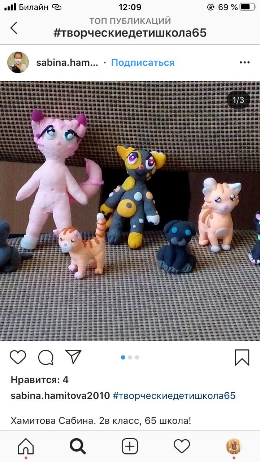 Билайн 12:09 69 %
ТОП ПУБЛИКАЦИЙ
#творческиедетишкола65
sabina.ham... • Подписаться
1/3
Нравится: 4
sabina.hamitova2010 #творческиедетишкола65
Хамитова Сабина. 2в класс, 65 школа!